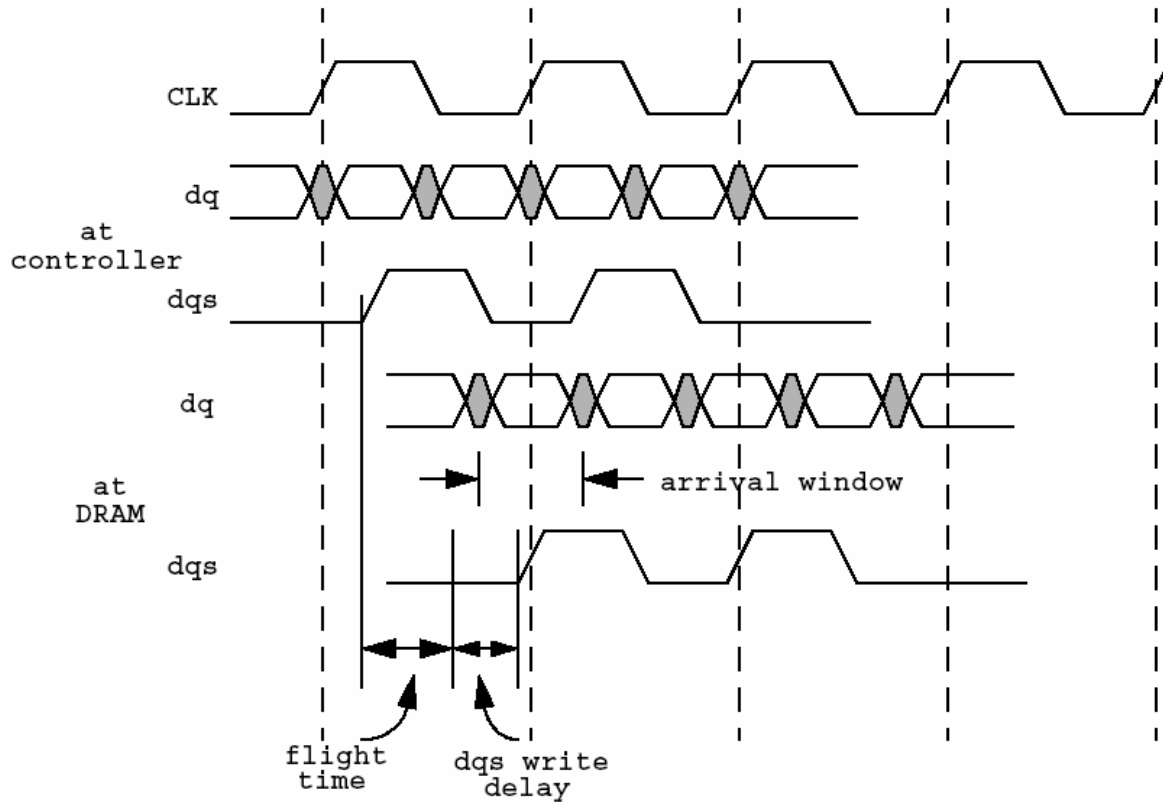 CLK
dq
at
controller
dqs
dq
arrival window
at
DRAM
dqs
flight
time
dqs write
delay